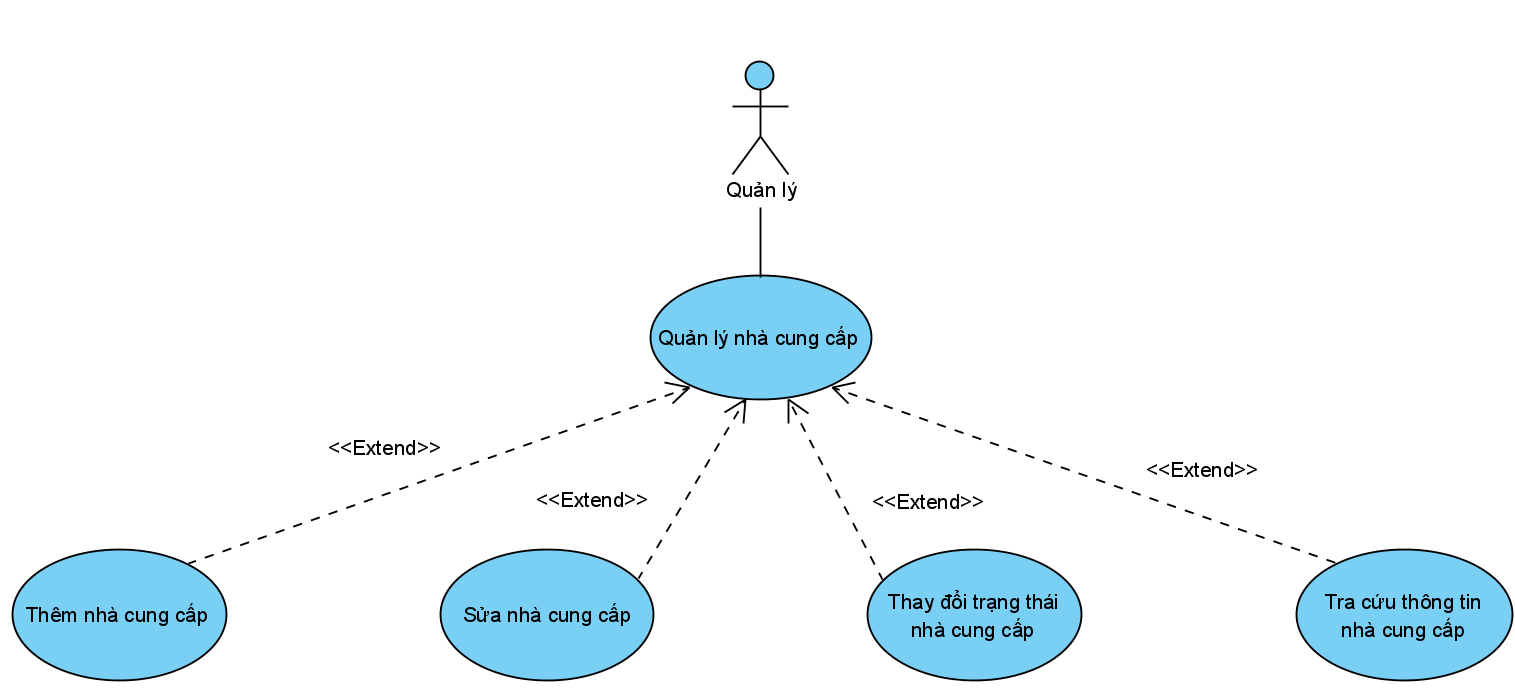 Quản lý
Quản lý nhà cung cấp
<<Extend>>
<<Extend>>
<<Extend>>
<<Extend>>
Thêm nhà cung cấp
Sửa nhà cung cấp
Thay đổi trạng thái
nhà cung cấp
Tra cứu thông tin
nhà cung cấp